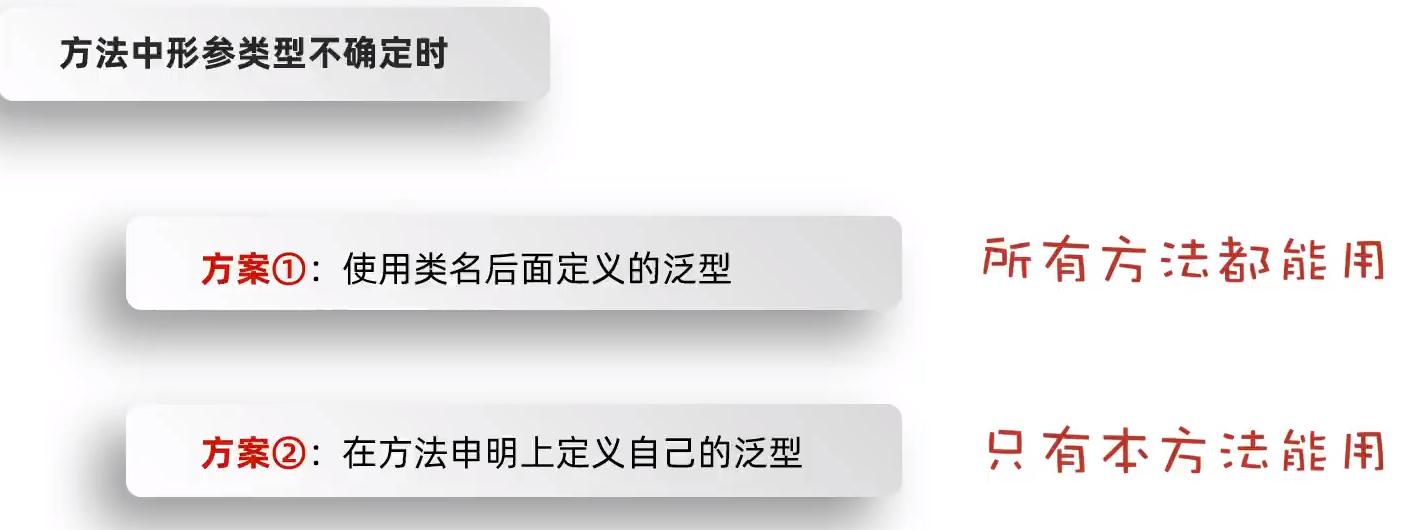 方法中形参类型不确定时
方案①：使用类名后面定义的泛型
所有方法都能用
方案②：在方法申明上定义自己的泛型
只有本方法能用